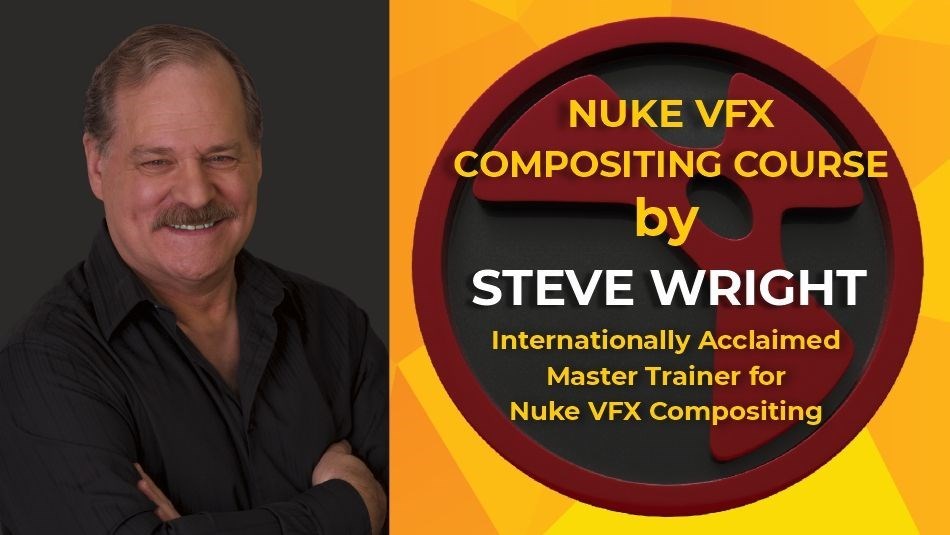 NUKE VFX
COMPOSITING COURSE
by
STEVE WRIGHT
Internationally Acclaimed
Master Trainer for
Nuke VFX Compositing